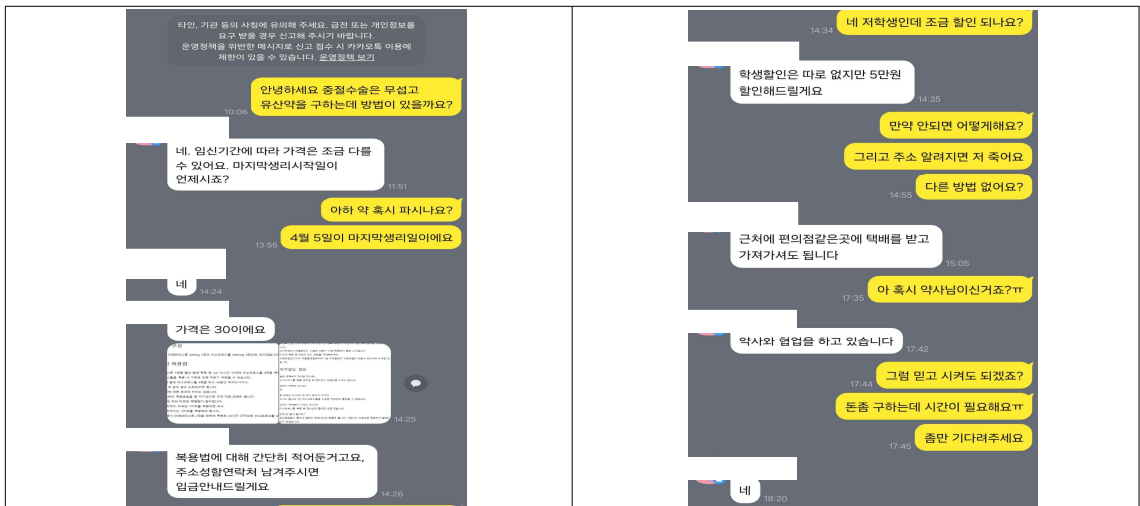 타인, 기관 등의 사칭에 유의해 주세요. 금전 또는 개인정보를
요구 받을 경우 신고해 주시기 바랍니다.
운영정책을 위반한 메시지로 신고 접수 시 카카오톡 이용에
제한이 있을 수 있습니다. 운영정책 보기
안녕하세요 중절수술은 무섭고
유산약을 구하는데 방법이 있을까요?
10:06
네. 임신기간에 따라 가격은 조금 다를
수 있어요. 마지막생리시작일이
언제시죠?
11:51
아하 약 혹시 파시나요?
4월 5일이 마지막생리일이에요
13:55
네
14:24
가격은 30이에요
14:25
복용법에 대해 간단히 적어둔거고요,
주소성함연락처 남겨주시면
입금안내드릴게요
14:26
네 저학생인데 조금 할인 되나요?
14:34
학생할인은 따로 없지만 5만원
할인해드릴게요
14:35
만약 안되면 어떻게해요?
그리고 주소 알려지면 저 죽어요
다른 방법 없어요?
14:55
근처에 편의점같은곳에 택배를 받고
가져가셔도 됩니다
15:05
아 혹시 약사님이신거죠?ㅠ
17:35
약사와 협업을 하고 있습니다
17:42
그럼 믿고 시켜도 되겠죠?
17:44
돈좀 구하는데 시간이 필요해요ㅠ
좀만 기다려주세요
17:45
네
18:20